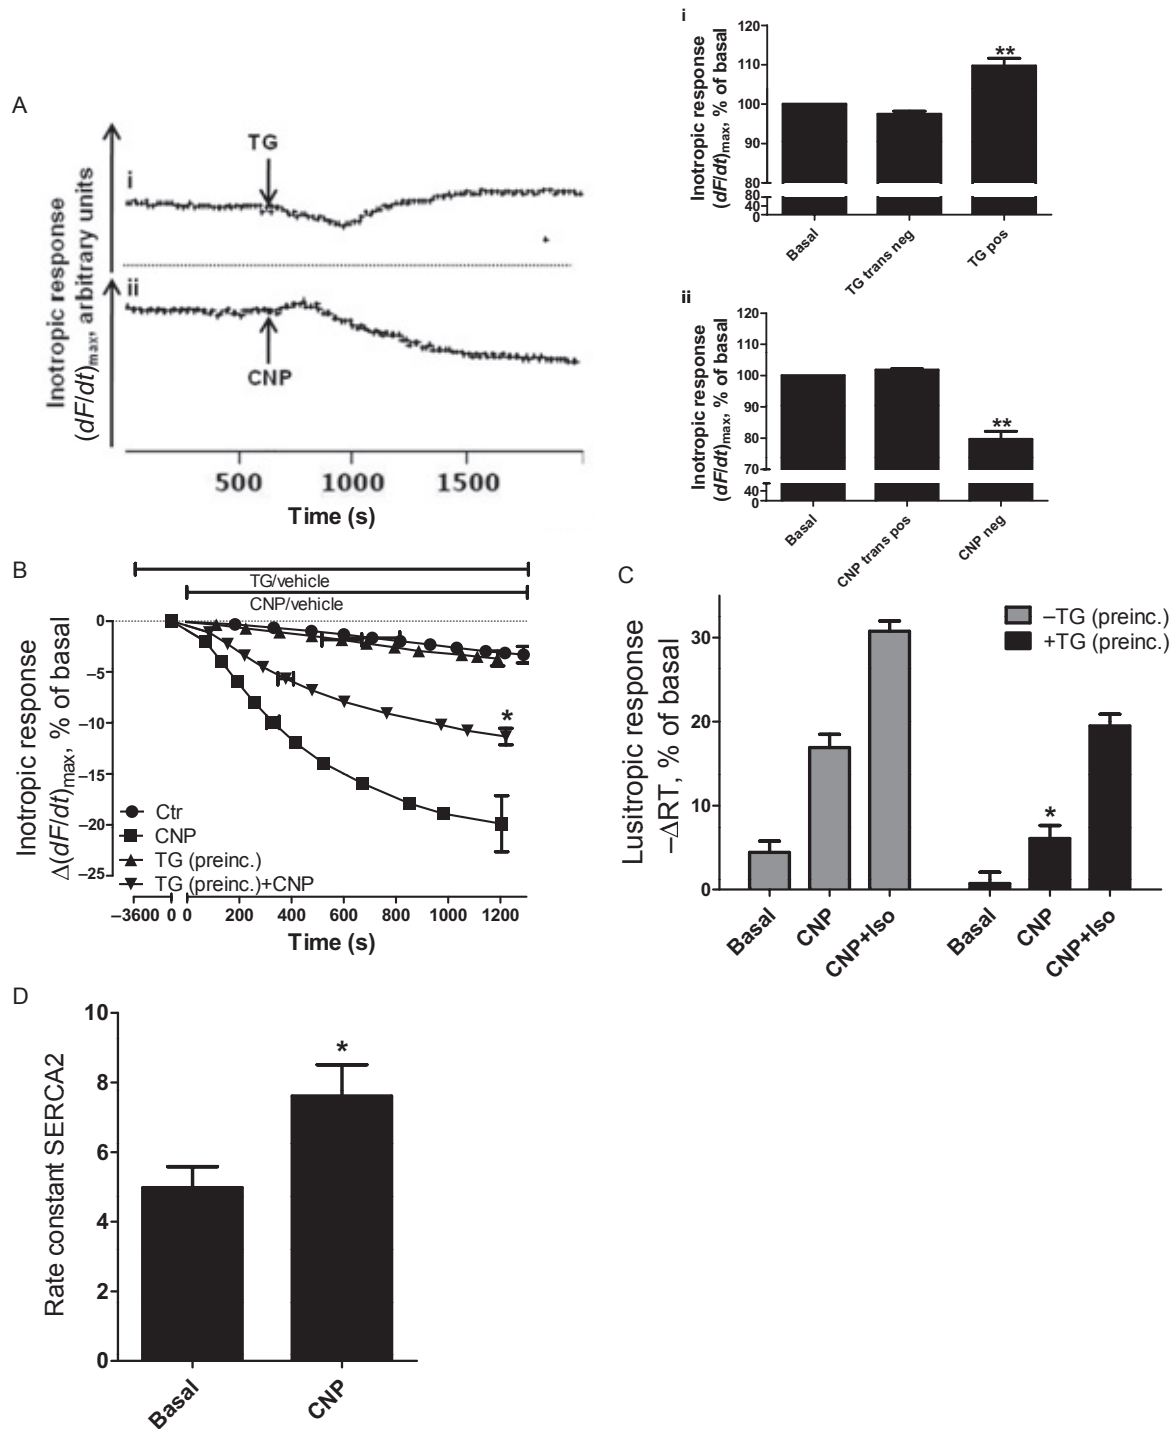 A
Inotropic response
(dF/dt)max, arbitrary units
i
TG
ii
CNP
500 1000 1500
Time (s)
i
Inotropic response
(dF/dt)max, % of basal
120
110
100
90
80
80
40
0
**
Basal TG trans neg TG pos
ii
Inotropic response
(dF/dt)max, % of basal
120
110
100
90
80
70
40
0
**
Basal CNP trans pos CNP neg
B
TG/vehicle
CNP/vehicle
Inotropic response
Δ(dF/dt)max, % of basal
0
–5
–10
–15
–20
–25
*
Ctr
CNP
TG (preinc.)
TG (preinc.)+CNP
–3600 0 0 200 400 600 800 1000 1200
Time (s)
C
Lusitropic response
–ΔRT, % of basal
30
20
10
0
–TG (preinc.)
+TG (preinc.)
*
Basal CNP CNP+Iso Basal CNP CNP+Iso
D
Rate constant SERCA2
10
8
6
4
2
0
*
Basal CNP